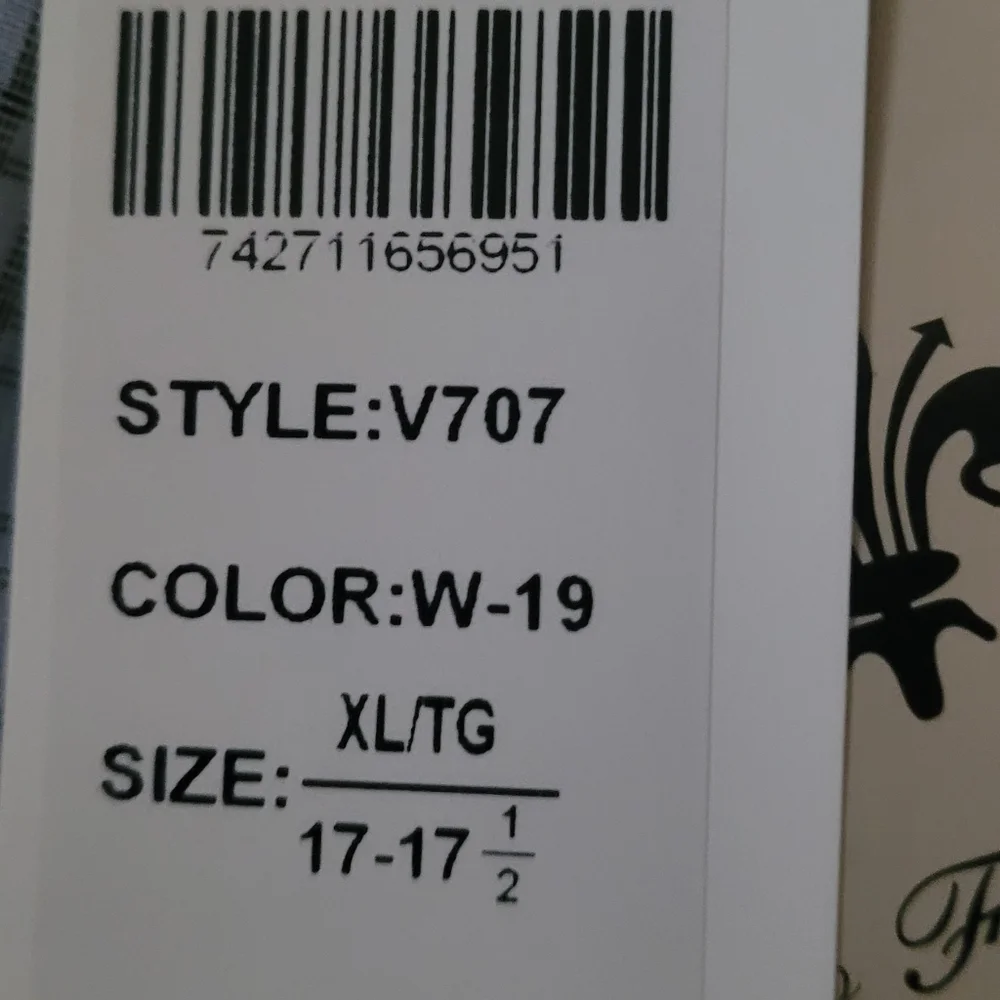 742711656951
STYLE:V707
COLOR:W-19
SIZE: XL/TG
17-17 1/2